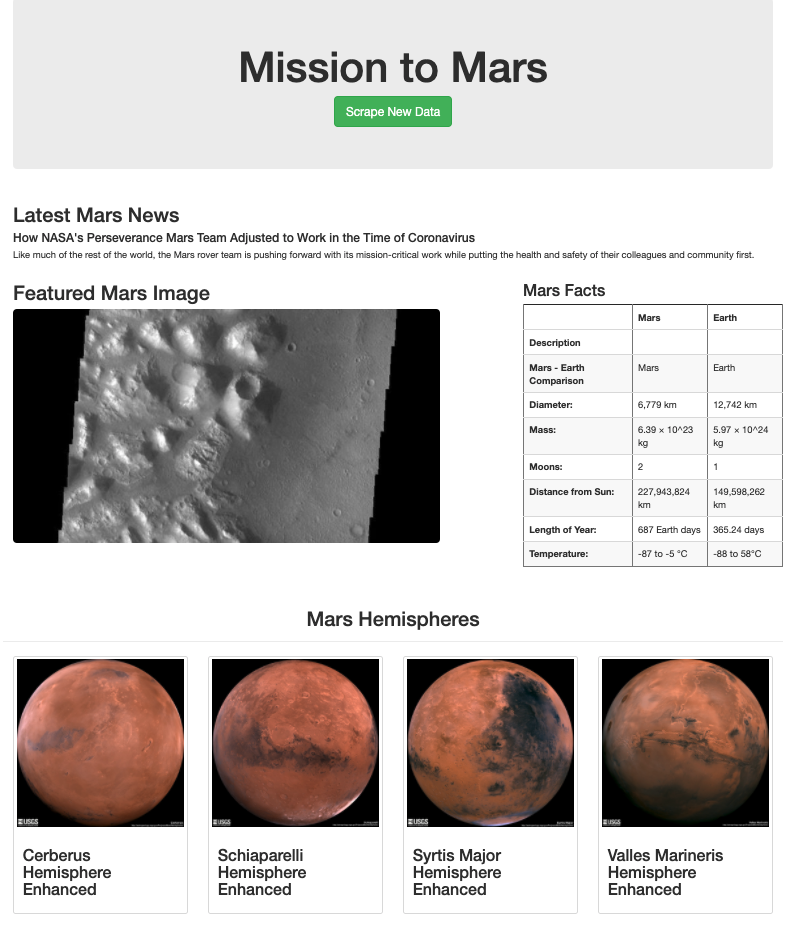 Mission to Mars
Scrape New Data
Latest Mars News
How NASA's Perseverance Mars Team Adjusted to Work in the Time of Coronavirus
Like much of the rest of the world, the Mars rover team is pushing forward with its mission-critical work while putting the health and safety of their colleagues and community first.
Featured Mars Image
Mars Facts
Mars Earth
Description
Mars - Earth
Comparison Mars Earth
Diameter: 6,779 km 12,742 km
Mass: 6.39 × 10^23 5.97 × 10^24
kg kg
Moons: 2 1
Distance from Sun: 227,943,824 149,598,262
km km
Length of Year: 687 Earth days 365.24 days
Temperature: -87 to -5 °C -88 to 58°C
Mars Hemispheres
USGS USGS USGS USGS
Cerberus
Hemisphere
Enhanced
Schiaparelli
Hemisphere
Enhanced
Syrtis Major
Hemisphere
Enhanced
Valles Marineris
Hemisphere
Enhanced